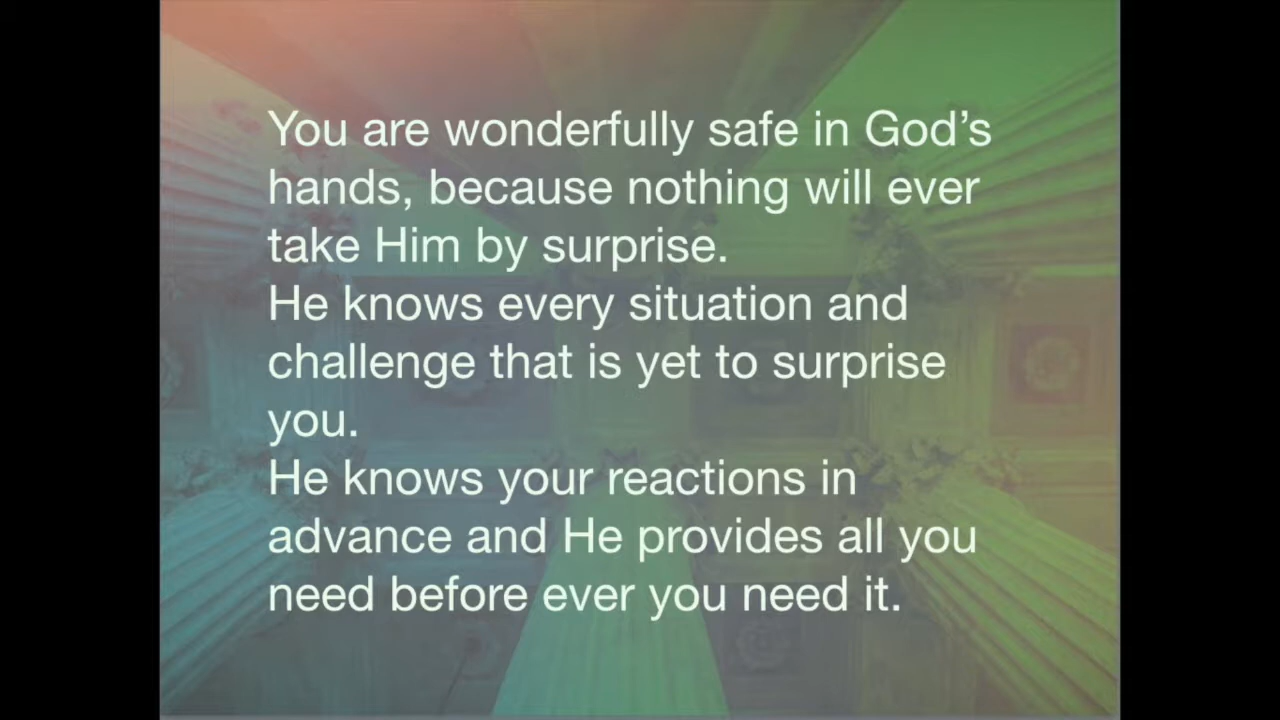 You are wonderfully safe in God’s
hands, because nothing will ever
take Him by surprise.
He knows every situation and
challenge that is yet to surprise
you.
He knows your reactions in
advance and He provides all you
need before ever you need it.